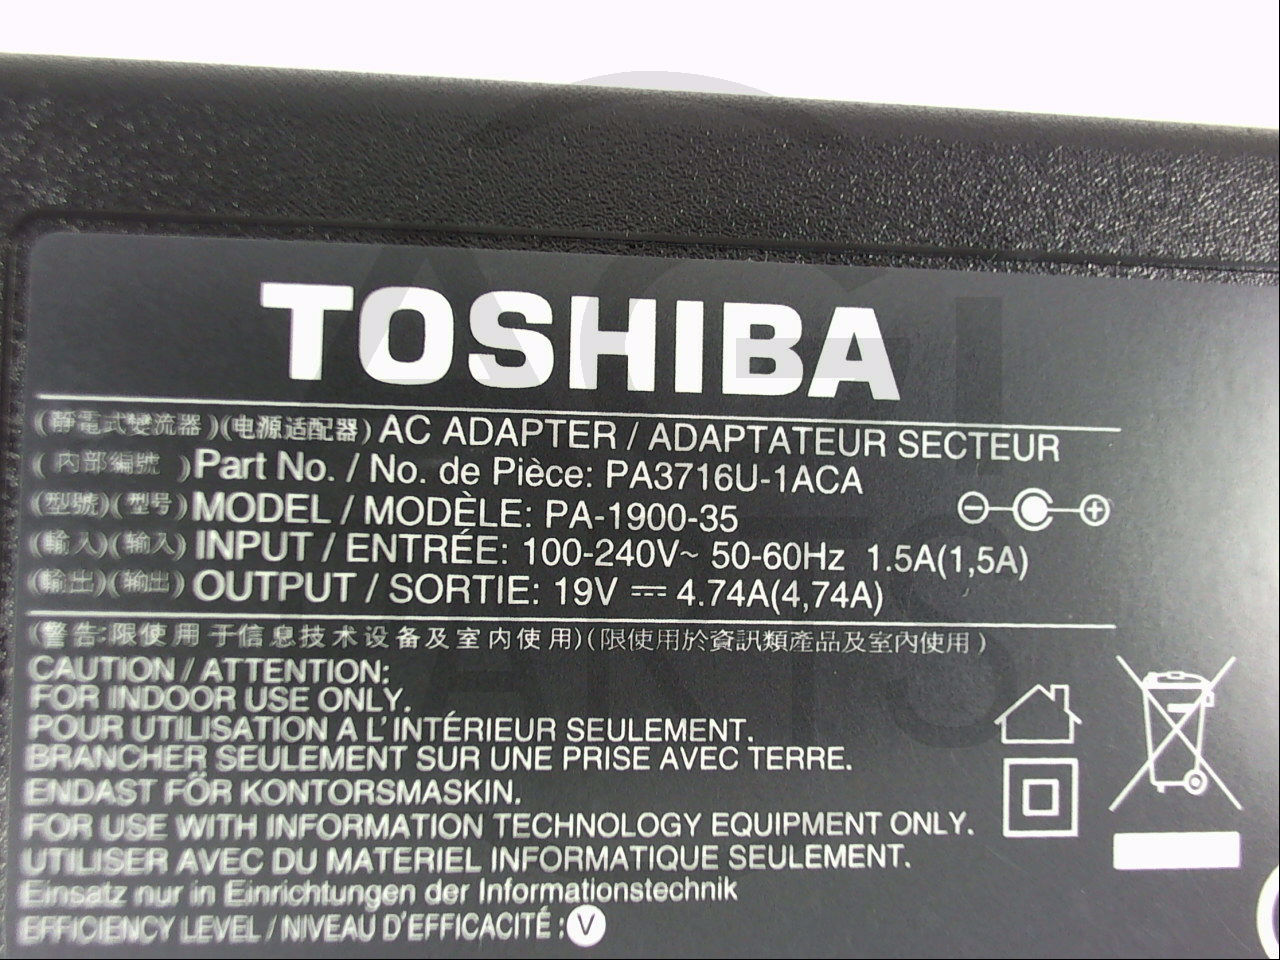 TOSHIBA
(靜電式變流器)(电源适配器) AC ADAPTER / ADAPTATEUR SECTEUR
(內部編號 ) Part No. / No. de Pièce: PA3716U-1ACA
(型號)(型号) MODEL / MODÈLE: PA-1900-35
(輸入)(输入) INPUT / ENTRÉE: 100-240V~ 50-60Hz 1.5A(1,5A)
(輸出)(输出) OUTPUT / SORTIE: 19V ⎓ 4.74A(4,74A)
(警告:限使用于信息技术设备及室内使用)(限使用於資訊類產品及室內使用)
CAUTION / ATTENTION:
FOR INDOOR USE ONLY.
POUR UTILISATION A L'INTÉRIEUR SEULEMENT.
BRANCHER SEULEMENT SUR UNE PRISE AVEC TERRE.
ENDAST FÖR KONTORSMASKIN.
FOR USE WITH INFORMATION TECHNOLOGY EQUIPMENT ONLY.
UTILISER AVEC DU MATERIEL INFORMATIQUE SEULEMENT.
Einsatz nur in Einrichtungen der Informationstechnik
EFFICIENCY LEVEL / NIVEAU D'EFFICACITÉ : V